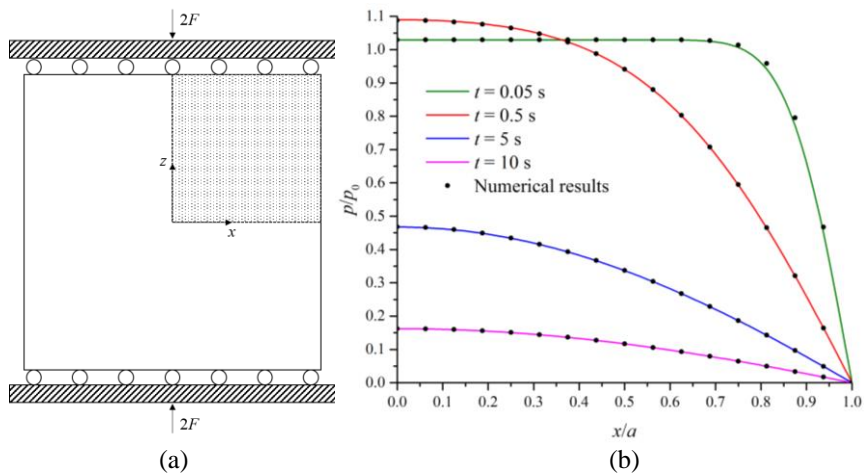 2F
z
x
2F
(a)
1.1
1.0
0.9
0.8
0.7
0.6
0.5
0.4
0.3
0.2
0.1
0.0
p/p₀
t = 0.05 s
t = 0.5 s
t = 5 s
t = 10 s
Numerical results
0.0 0.1 0.2 0.3 0.4 0.5 0.6 0.7 0.8 0.9 1.0
x/a
(b)